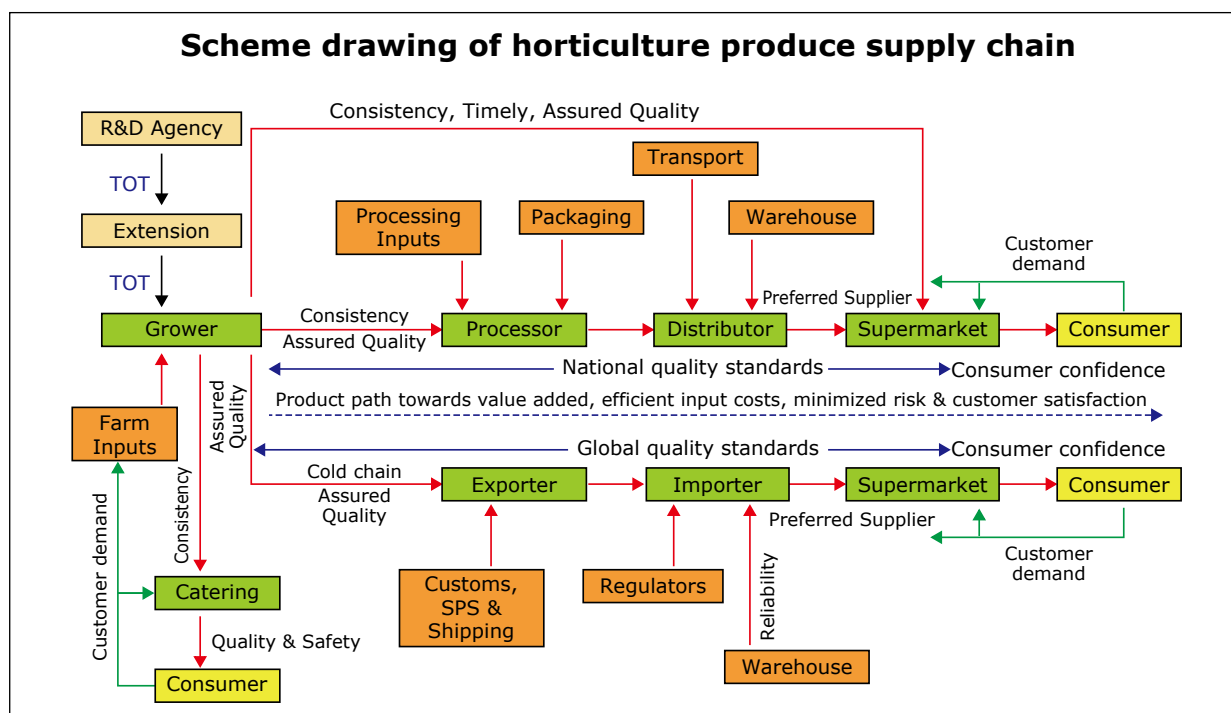 Scheme drawing of horticulture produce supply chain
Consistency, Timely, Assured Quality
R&D Agency
TOT
Extension
TOT
Transport
Processing
Inputs
Packaging
Warehouse
Customer
demand
Preferred Supplier
Grower
Consistency
Assured Quality
Processor
Distributor
Supermarket
Consumer
National quality standards
Consumer confidence
Product path towards value added, efficient input costs, minimized risk & customer satisfaction
Farm
Inputs
Assured
Quality
Global quality standards
Consumer confidence
Cold chain
Assured
Quality
Exporter
Importer
Supermarket
Consumer
Preferred Supplier
Customer
demand
Consistency
Customer demand
Catering
Customs,
SPS &
Shipping
Regulators
Reliability
Warehouse
Quality & Safety
Consumer